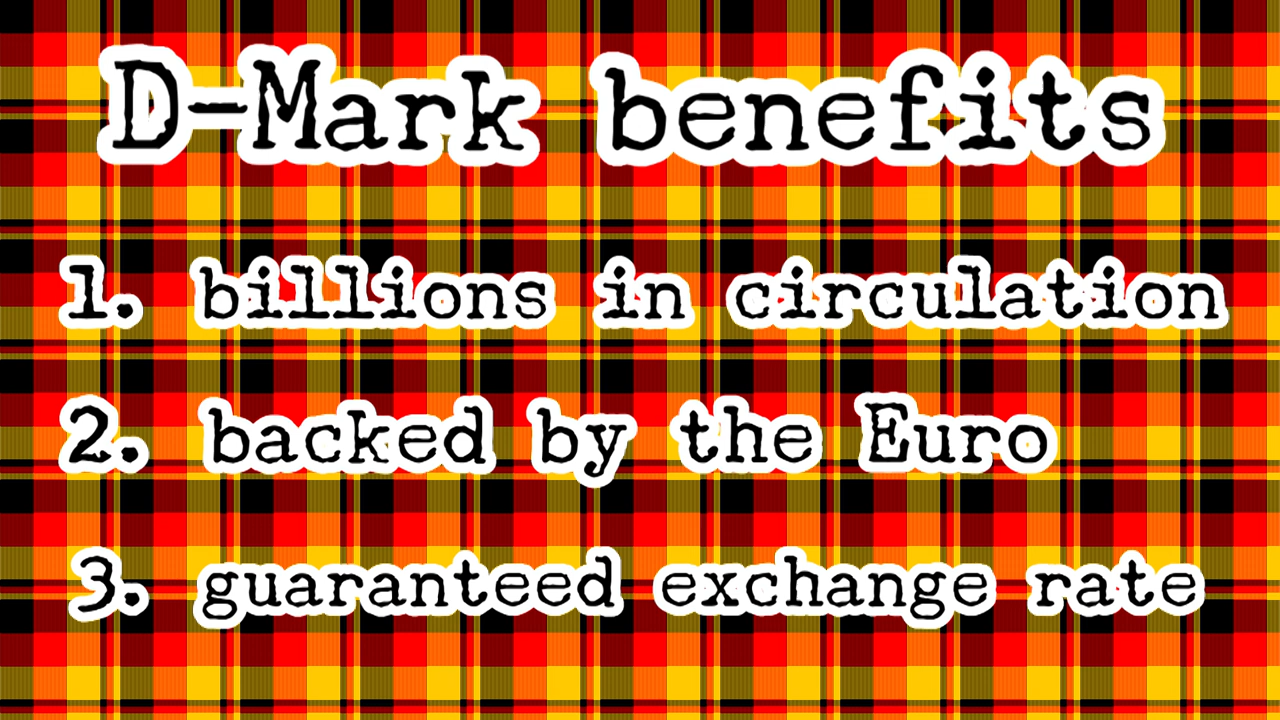 D-Mark benefits
1. billions in circulation
2. backed by the Euro
3. guaranteed exchange rate